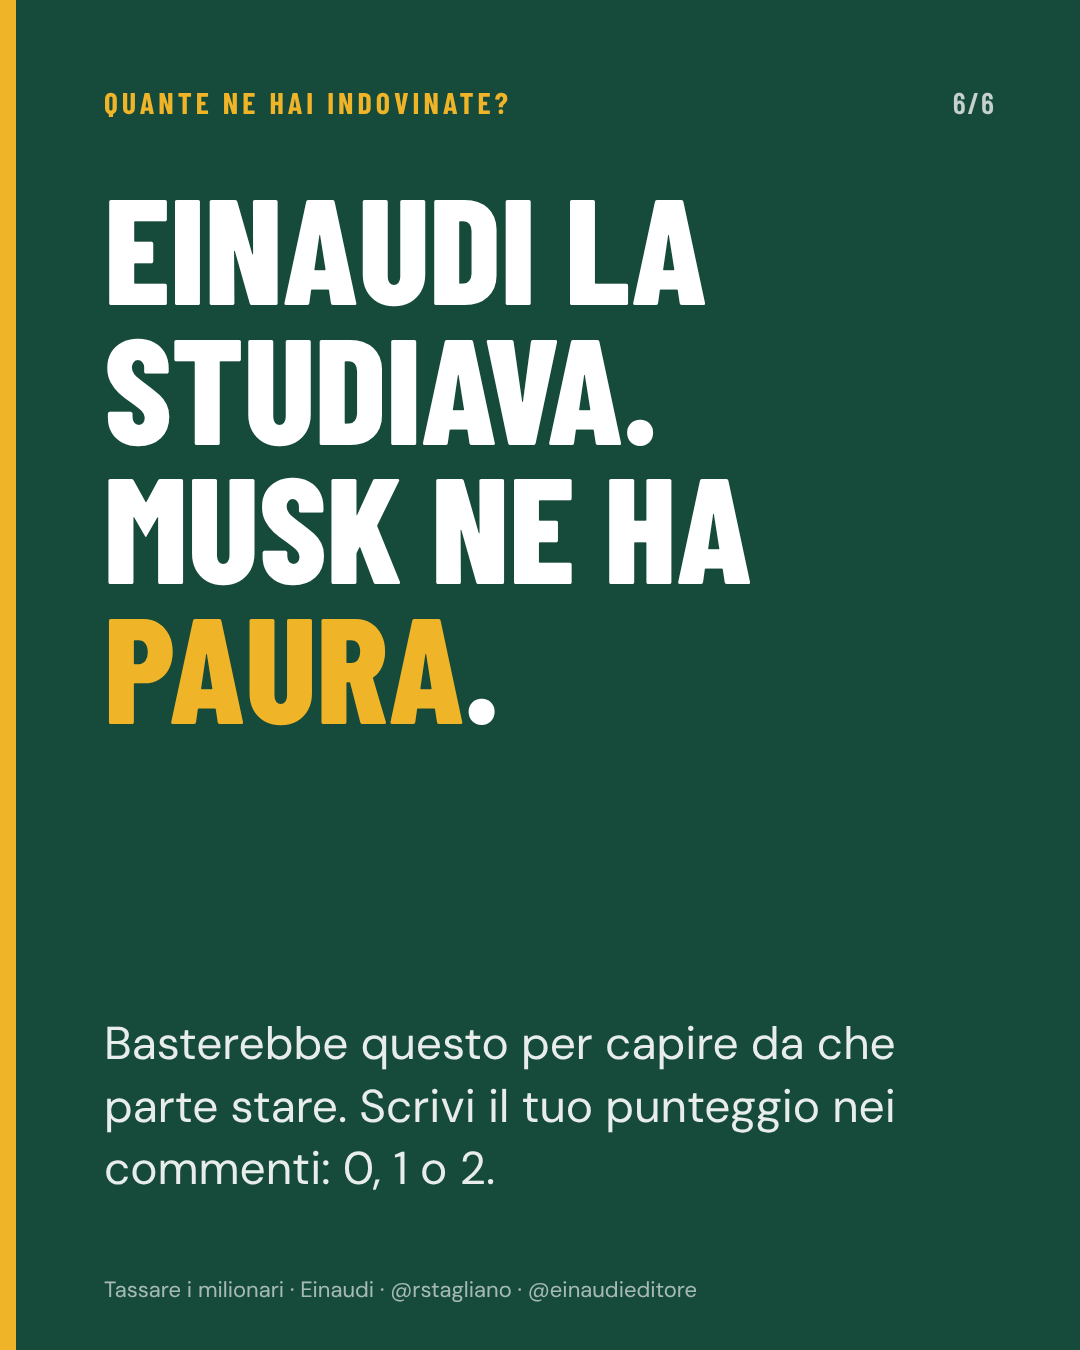 QUANTE NE HAI INDOVINATE?
6/6
EINAUDI LA
STUDIAVA.
MUSK NE HA
PAURA.
Basterebbe questo per capire da che
parte stare. Scrivi il tuo punteggio nei
commenti: 0, 1 o 2.
Tassare i milionari · Einaudi · @rstagliano · @einaudieditore